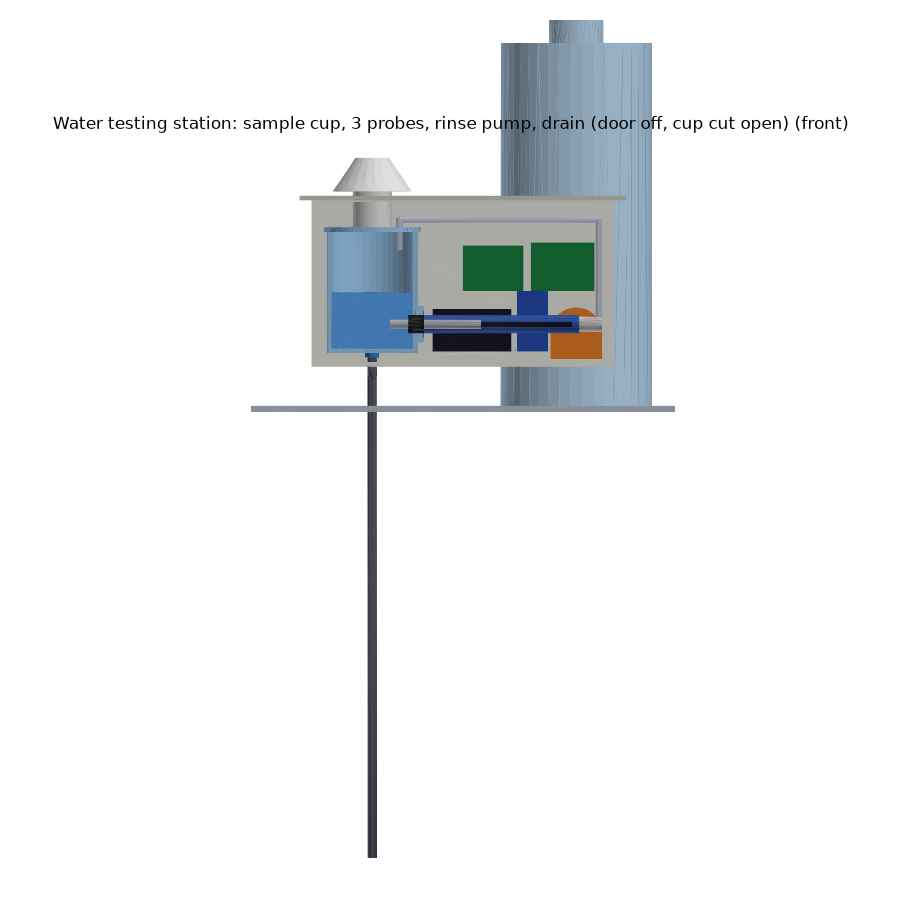 Water testing station: sample cup, 3 probes, rinse pump, drain (door off, cup cut open) (front)